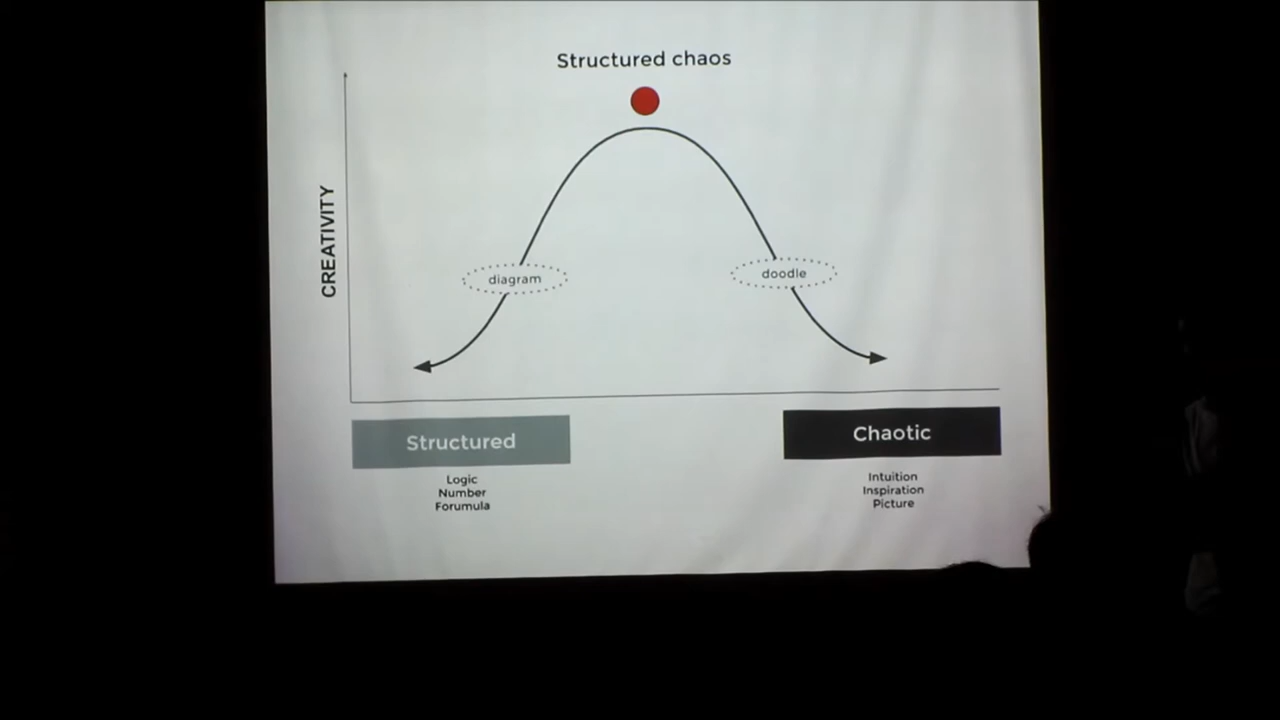 Structured chaos
CREATIVITY
diagram
doodle
Structured
Chaotic
Logic
Number
Forumula
Intuition
Inspiration
Picture